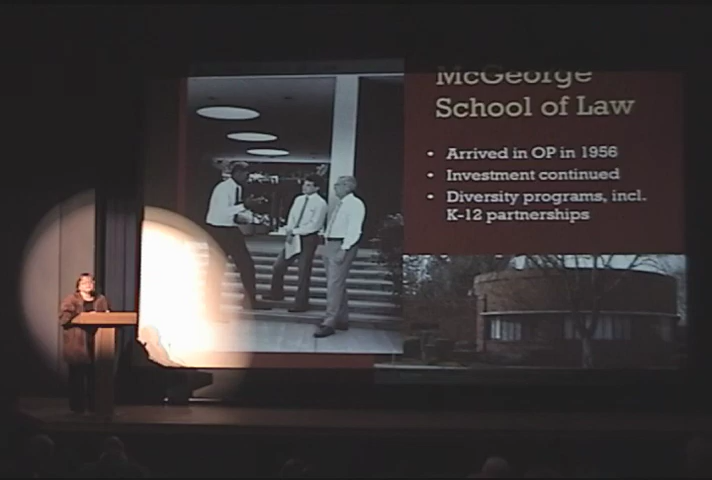 McGeorge
School of Law
• Arrived in OP in 1956
• Investment continued
• Diversity programs, incl.
K-12 partnerships